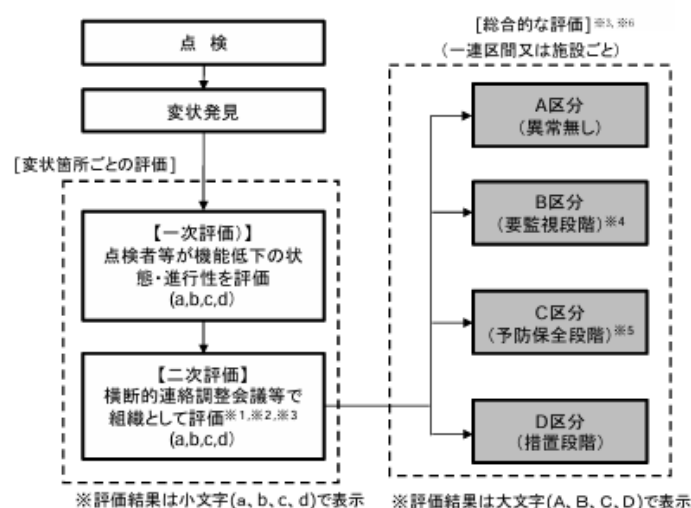 点 検
変状発見
[変状箇所ごとの評価]
【一次評価)】
点検者等が機能低下の状
態・進行性を評価
(a,b,c,d)
【二次評価】
横断的連絡調整会議等で
組織として評価※1,※2,※3
(a,b,c,d)
※評価結果は小文字(a、b、c、d)で表示
[総合的な評価]※3,※6
(一連区間又は施設ごと)
A区分
(異常無し)
B区分
(要監視段階)※4
C区分
(予防保全段階)※5
D区分
(措置段階)
※評価結果は大文字(A、B、C、D)で表示